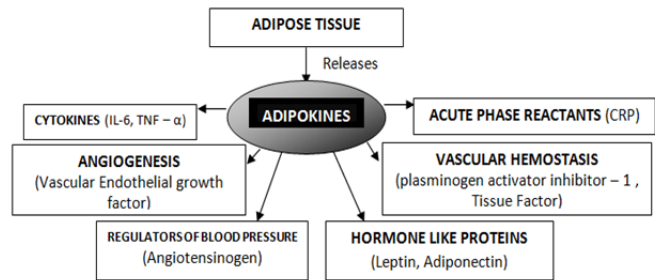 ADIPOSE TISSUE
Releases
CYTOKINES (IL-6, TNF – α)
ADIPOKINES
ACUTE PHASE REACTANTS (CRP)
ANGIOGENESIS
(Vascular Endothelial growth
factor)
VASCULAR HEMOSTASIS
(plasminogen activator inhibitor – 1 ,
Tissue Factor)
REGULATORS OF BLOOD PRESSURE
(Angiotensinogen)
HORMONE LIKE PROTEINS
(Leptin, Adiponectin)